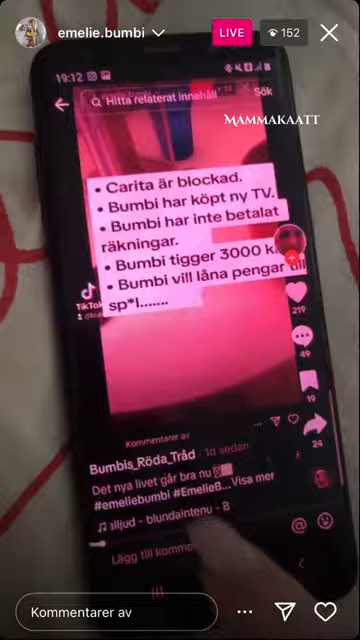 emelie.bumbi
LIVE
152
19:12
Hitta relaterat innehåll
Sök
MAMMAKAATT
• Carita är blockad.
• Bumbi har köpt ny TV.
• Bumbi har inte betalat
räkningar.
• Bumbi tigger 3000 k
• Bumbi vill låna pengar till
sp*l.......
TikTok
219
49
19
24
Kommentarer av
Bumbis_Röda_Tråd · 1d sedan
Det nya livet går bra nu
#emeliebumbi #EmelieB... Visa mer
olljud - blundaintenu - B
Lägg till komme
Kommentarer av